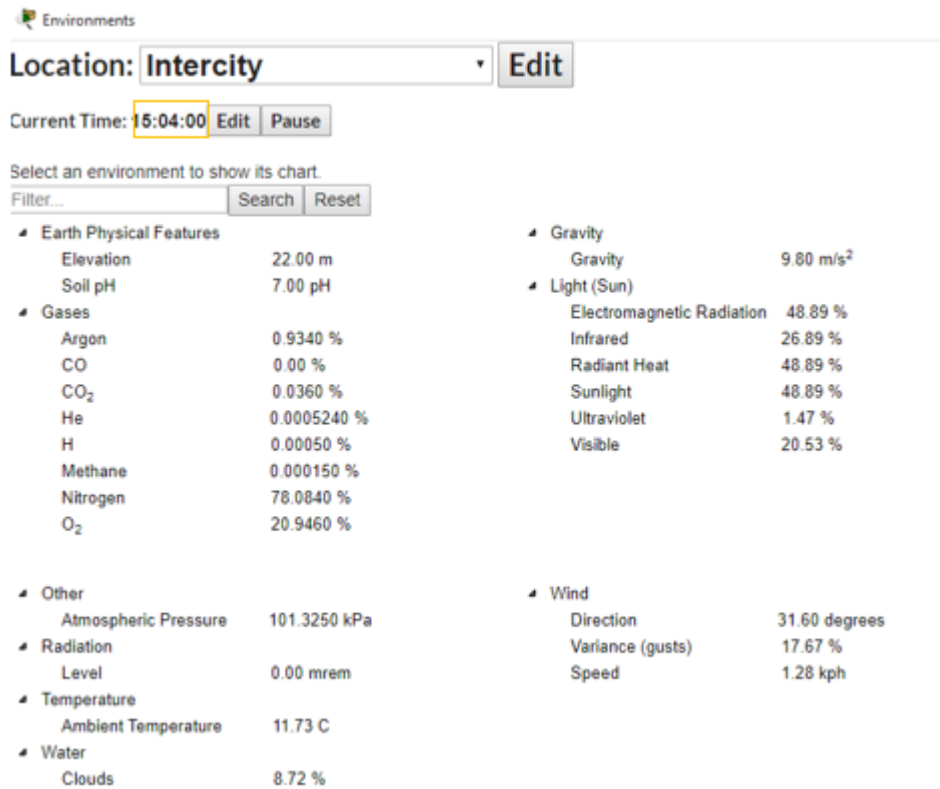 Environments
Location: Intercity Edit
Current Time: 15:04:00 Edit Pause
Select an environment to show its chart.
Filter... Search Reset
Earth Physical Features
Elevation 22.00 m
Soil pH 7.00 pH
Gases
Argon 0.9340 %
CO 0.00 %
CO₂ 0.0360 %
He 0.0005240 %
H 0.00050 %
Methane 0.000150 %
Nitrogen 78.0840 %
O₂ 20.9460 %
Gravity
Gravity 9.80 m/s²
Light (Sun)
Electromagnetic Radiation 48.89 %
Infrared 26.89 %
Radiant Heat 48.89 %
Sunlight 48.89 %
Ultraviolet 1.47 %
Visible 20.53 %
Other
Atmospheric Pressure 101.3250 kPa
Radiation
Level 0.00 mrem
Temperature
Ambient Temperature 11.73 C
Water
Clouds 8.72 %
Wind
Direction 31.60 degrees
Variance (gusts) 17.67 %
Speed 1.28 kph